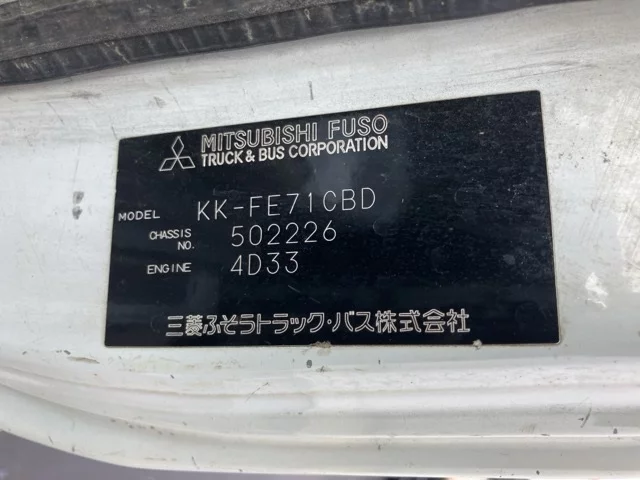 MITSUBISHI FUSO
TRUCK & BUS CORPORATION
MODEL KK-FE71CBD
CHASSIS NO. 502226
ENGINE 4D33
三菱ふそうトラック・バス株式会社